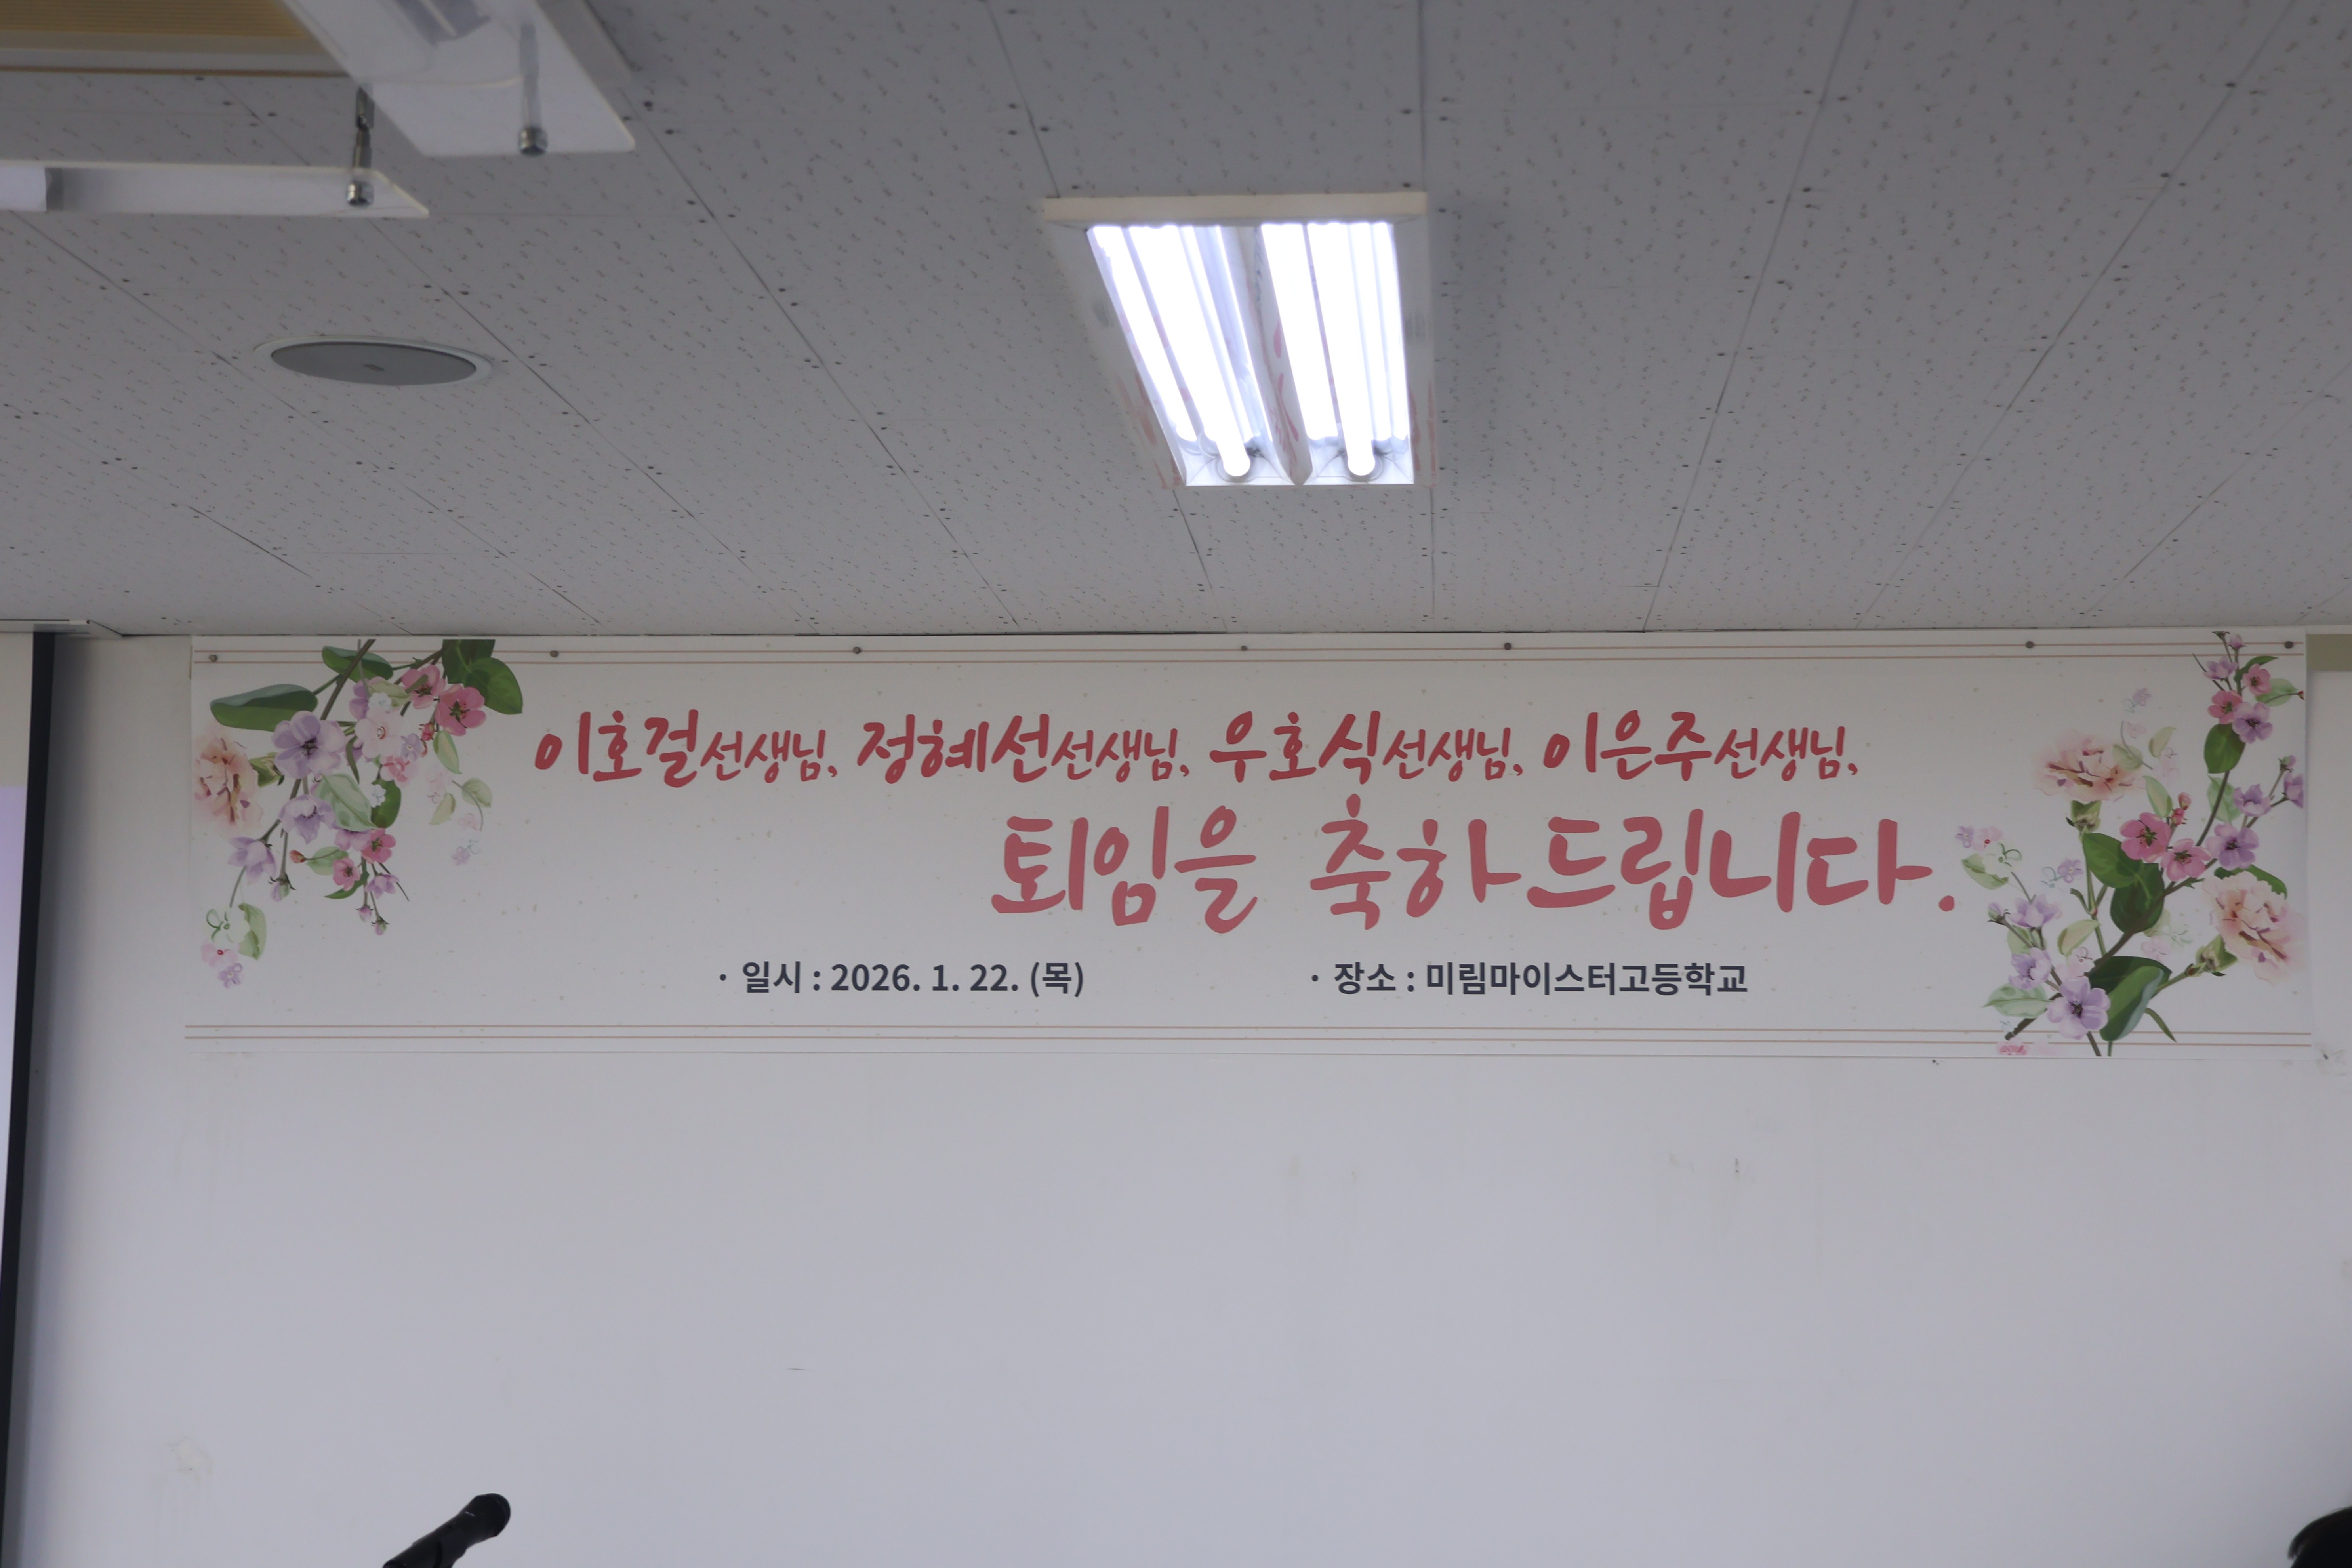 이호걸선생님, 정혜선선생님, 우호식선생님, 이은주선생님,
퇴임을 축하드립니다.
· 일시 : 2026. 1. 22. (목) · 장소 : 미림마이스터고등학교